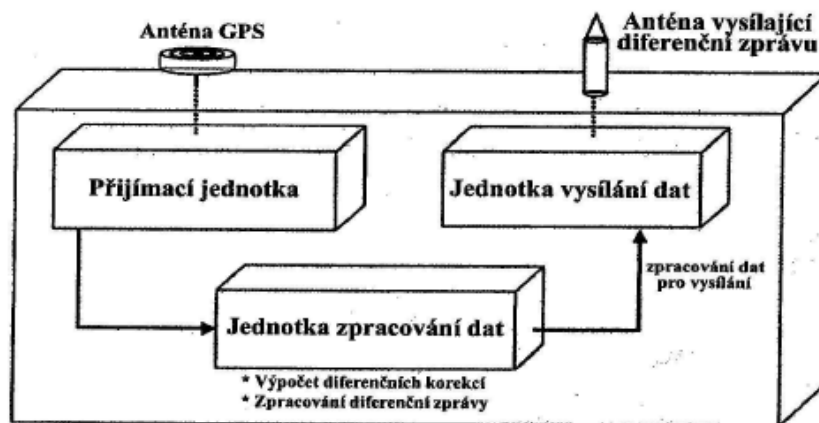 Anténa GPS
Anténa vysílající
diferenční zprávu
Přijímací jednotka
Jednotka vysílání dat
zpracování dat
pro vysílání
Jednotka zpracování dat
* Výpočet diferenčních korekcí
* Zpracování diferenční zprávy